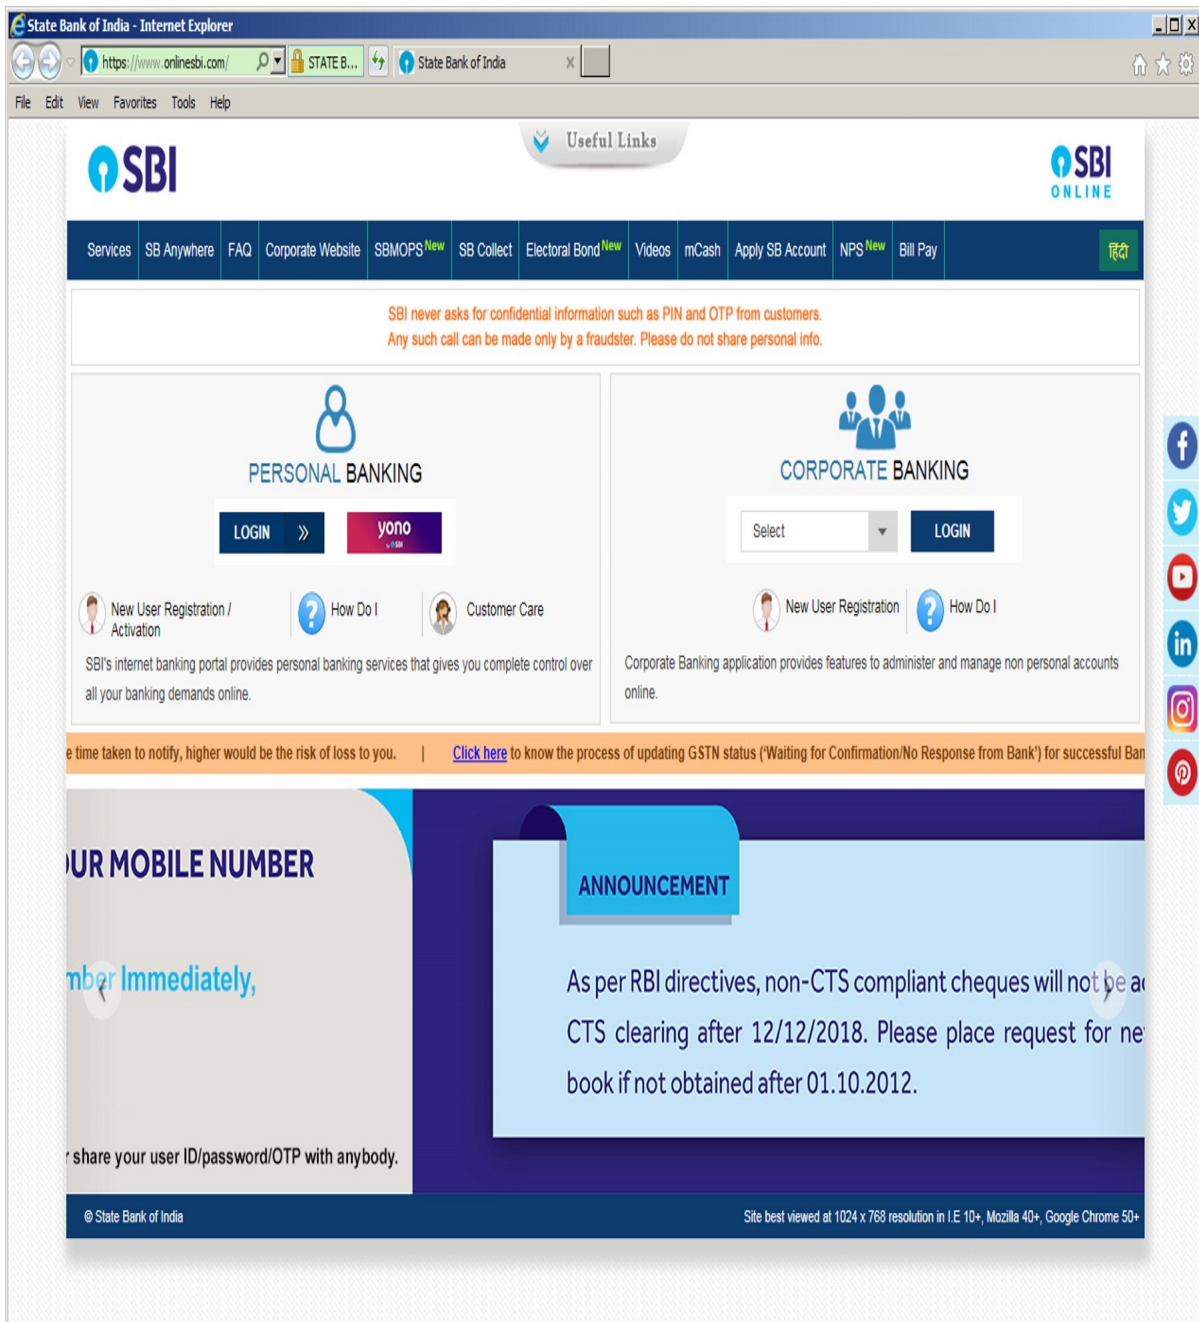 State Bank of India - Internet Explorer
https://www.onlinesbi.com/ STATE B... State Bank of India
File Edit View Favorites Tools Help
Useful Links
SBI
SBI
ONLINE
Services SB Anywhere FAQ Corporate Website SBMOPS New SB Collect Electoral Bond New Videos mCash Apply SB Account NPS New Bill Pay हिंदी
SBI never asks for confidential information such as PIN and OTP from customers.
Any such call can be made only by a fraudster. Please do not share personal info.
PERSONAL BANKING
LOGIN » yono
by SBI
New User Registration /
Activation
How Do I
Customer Care
SBI's internet banking portal provides personal banking services that gives you complete control over
all your banking demands online.
CORPORATE BANKING
Select LOGIN
New User Registration How Do I
Corporate Banking application provides features to administer and manage non personal accounts
online.
e time taken to notify, higher would be the risk of loss to you. | Click here to know the process of updating GSTN status ('Waiting for Confirmation/No Response from Bank') for successful Ban
OUR MOBILE NUMBER
mber Immediately,
r share your user ID/password/OTP with anybody.
ANNOUNCEMENT
As per RBI directives, non-CTS compliant cheques will not be ac
CTS clearing after 12/12/2018. Please place request for ne
book if not obtained after 01.10.2012.
© State Bank of India Site best viewed at 1024 x 768 resolution in I.E 10+, Mozilla 40+, Google Chrome 50+